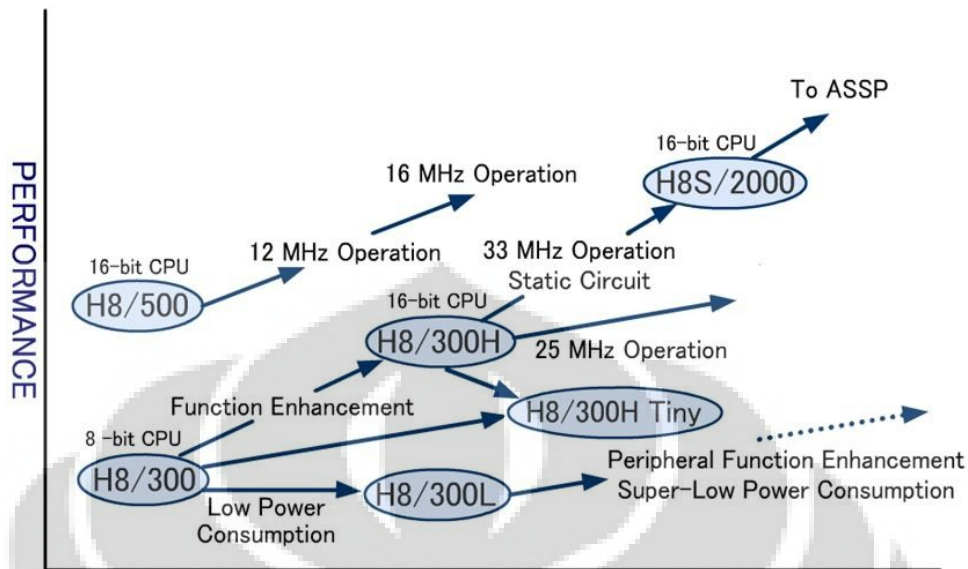 To ASSP
16-bit CPU
H8S/2000
16 MHz Operation
12 MHz Operation
33 MHz Operation
Static Circuit
16-bit CPU
H8/500
16-bit CPU
H8/300H
25 MHz Operation
PERFORMANCE
Function Enhancement
H8/300H Tiny
8 -bit CPU
H8/300
Peripheral Function Enhancement
Super-Low Power Consumption
H8/300L
Low Power
Consumption